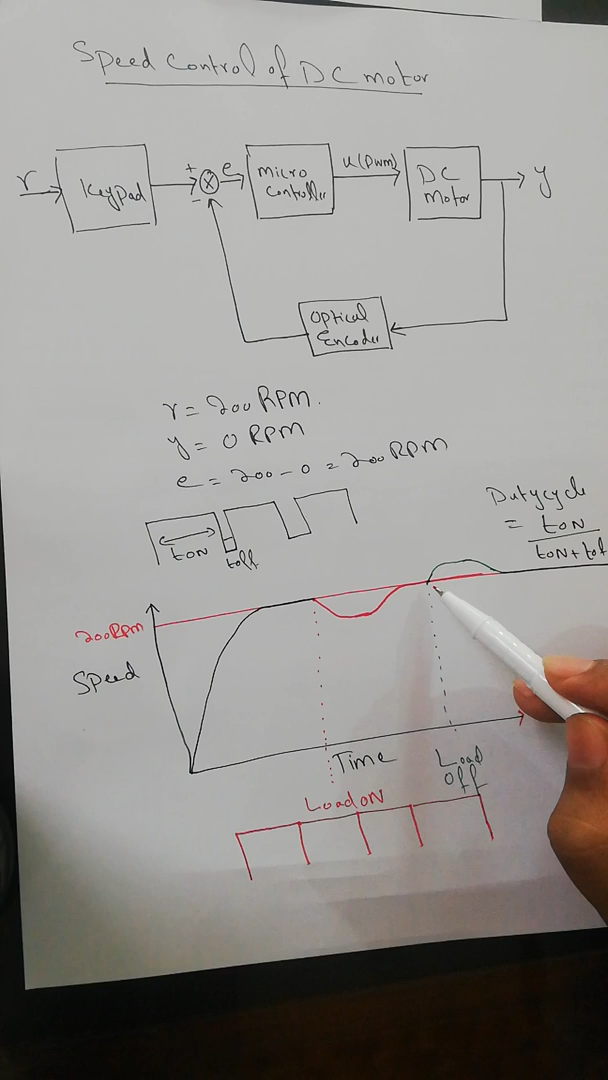 Speed Control of DC motor
r
Keypad
+
-
e
Micro
Controller
u(pwm)
DC
Motor
y
Optical
Encoder
r = 200 RPM.
y = 0 RPM
e = 200 - 0 = 200 RPM
tON
toff
Dutycycle
= tON
tON + tof
200RPM
Speed
Time
Load
off
Load ON